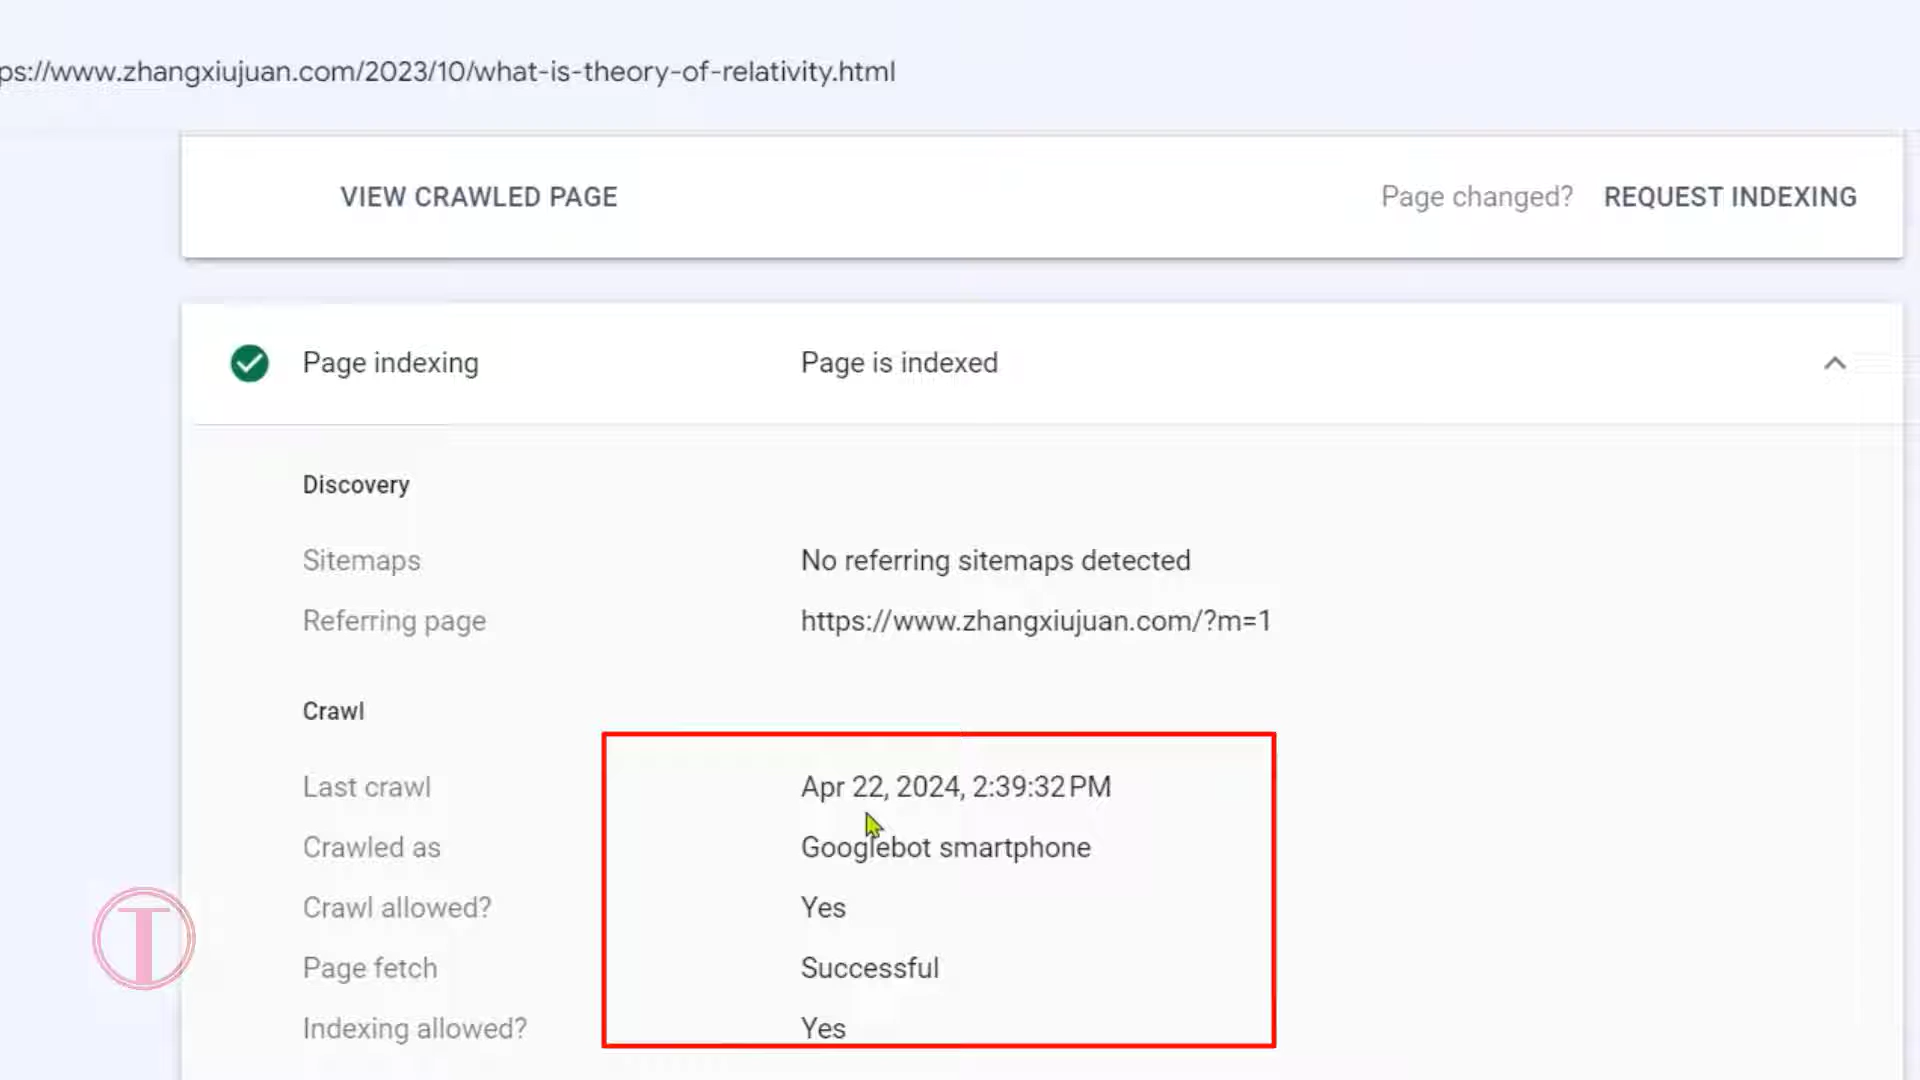 ps://www.zhangxiujuan.com/2023/10/what-is-theory-of-relativity.html
VIEW CRAWLED PAGE
Page changed? REQUEST INDEXING
Page indexing Page is indexed
Discovery
Sitemaps No referring sitemaps detected
Referring page https://www.zhangxiujuan.com/?m=1
Crawl
Last crawl Apr 22, 2024, 2:39:32 PM
Crawled as Googlebot smartphone
Crawl allowed? Yes
T
Page fetch Successful
Indexing allowed? Yes